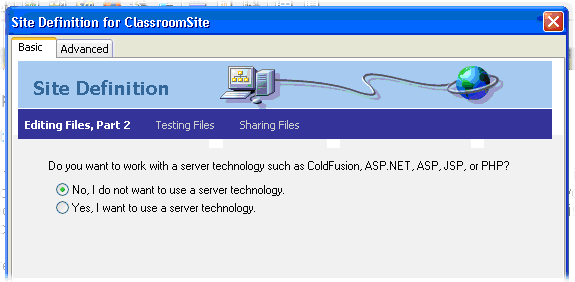 Site Definition for ClassroomSite
Basic Advanced
Site Definition
Editing Files, Part 2 Testing Files Sharing Files
Do you want to work with a server technology such as ColdFusion, ASP.NET, ASP, JSP, or PHP?
No, I do not want to use a server technology.
Yes, I want to use a server technology.